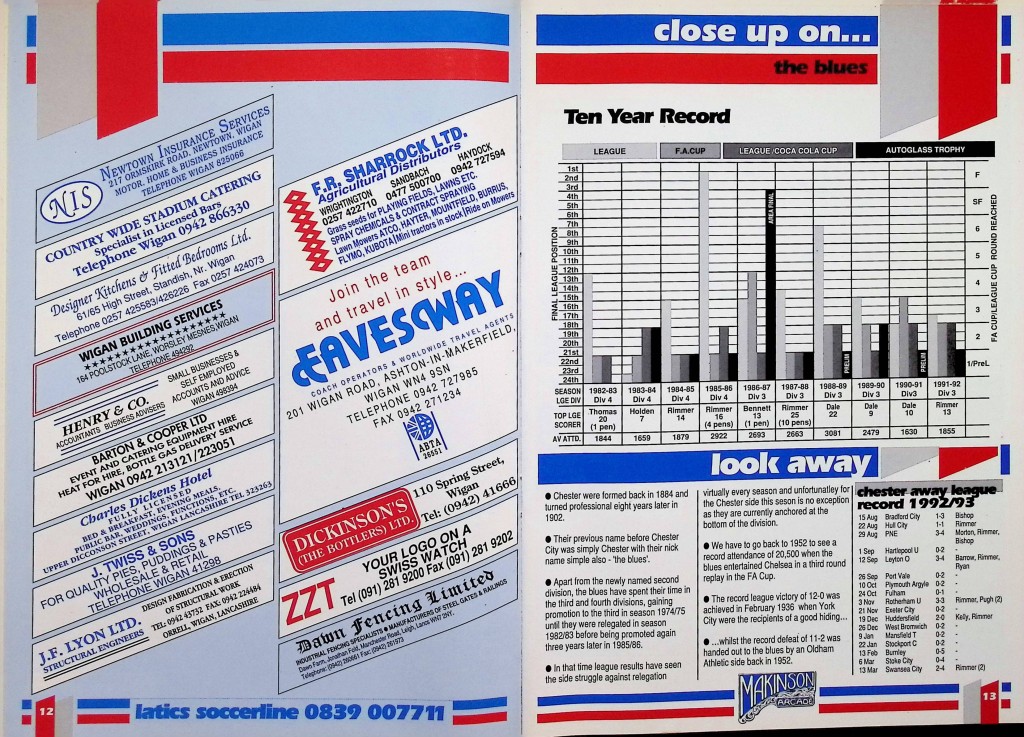 NIS
NEWTOWN INSURANCE SERVICES
217 ORMSKIRK ROAD, NEWTOWN, WIGAN
MOTOR, HOME & BUSINESS INSURANCE
TELEPHONE WIGAN 825066
COUNTRY WIDE STADIUM CATERING
Specialist in Licensed Bars
Telephone Wigan 0942 866330
Designer Kitchens & Fitted Bedrooms Ltd.
61/65 High Street, Standish, Nr. Wigan
Telephone 0257 425583/426226 Fax 0257 424073
WIGAN BUILDING SERVICES
164 POOLSTOCK LANE, WORSLEY MESNES, WIGAN
TELEPHONE 494292
HENRY & CO.
ACCOUNTANTS BUSINESS ADVISERS
SMALL BUSINESSES &
SELF EMPLOYED
ACCOUNTS AND ADVICE
WIGAN 498394
BARTON & COOPER LTD
EVENT AND CATERING EQUIPMENT HIRE
HEAT FOR HIRE, BOTTLE GAS DELIVERY SERVICE
WIGAN 0942 213121/223051
Charles Dickens Hotel
FULLY LICENSED
BED & BREAKFAST, EVENING MEALS,
PUBLIC BAR, WEDDINGS, FUNCTIONS, ETC.
UPPER DICCONSON STREET, WIGAN LANCASHIRE TEL 323263
J. TWISS & SONS
FOR QUALITY PIES, PUDDINGS & PASTIES
WHOLESALE & RETAIL
TELEPHONE WIGAN 41298
J.F. LYON LTD.
STRUCTURAL ENGINEERS
DESIGN FABRICATION & ERECTION
OF STRUCTURAL WORK
ORRELL, WIGAN, LANCASHIRE
F.R. SHARROCK LTD.
Agricultural Distributors
WRIGHTINGTON SANDBACH HAYDOCK
0257 422710 0477 500700 0942 727594
Grass seeds for PLAYING FIELDS, LAWNS ETC.
SPRAY CHEMICALS & CONTRACT SPRAYING
Lawn Mowers ATCO, HAYTER, MOUNTFIELD, BURRUS,
FLYMO, KUBOTA | Mini tractors in stock | Ride on Mowers
Join the team
and travel in style...
EAVESWAY
COACH OPERATORS & WORLDWIDE TRAVEL AGENTS
201 WIGAN ROAD, ASHTON-IN-MAKERFIELD,
WIGAN WN4 9SN
TELEPHONE 0942 727985
FAX 0942 271234
ABTA
36551
DICKINSON'S
(THE BOTTLERS) LTD.
110 Spring Street,
Wigan
Tel: (0942) 41666
ZZT
YOUR LOGO ON A
SWISS WATCH
Tel (091) 281 9200 Fax (091) 281 9202
Dawn Fencing Limited
INDUSTRIAL FENCING SPECIALISTS • MANUFACTURERS OF STEEL GATES & RAILINGS
12
latics soccerline 0839 007711
close up on...
the blues
Ten Year Record
LEAGUE F.A.CUP LEAGUE /COCA COLA CUP AUTOGLASS TROPHY
FINAL LEAGUE POSITION
1st
2nd
3rd
4th
5th
6th
7th
8th
9th
10th
11th
12th
13th
14th
15th
16th
17th
18th
19th
20th
21st
22nd
23rd
24th
AREA FINAL
PRELIM
PRELIM
F
SF
6
5
4
3
2
1/PreL
FA CUP/LEAGUE CUP ROUND REACHED
SEASON 1982-83 1983-84 1984-85 1985-86 1986-87 1987-88 1988-89 1989-90 1990-91 1991-92
LGE DIV Div 4 Div 4 Div 4 Div 4 Div 3 Div 3 Div 3 Div 3 Div 3 Div 3
TOP LGE SCORER Thomas 20 (1 pen) Holden 7 Rimmer 14 Rimmer 16 (4 pens) Bennett 13 (1 pen) Rimmer 25 (10 pens) Dale 22 Dale 9 Dale 10 Rimmer 13
AV ATTD. 1844 1659 1879 2922 2693 2663 3081 2479 1630 1855
look away
● Chester were formed back in 1884 and
turned professional eight years later in
1902.
● Their previous name before Chester
City was simply Chester with their nick
name simple also - 'the blues'.
● Apart from the newly named second
division, the blues have spent their time in
the third and fourth divisions, gaining
promotion to the third in season 1974/75
until they were relegated in season
1982/83 before being promoted again
three years later in 1985/86.
● In that time league results have seen
the side struggle against relegation
virtually every season and unfortunatley for
the Chester side this seson is no exception
as they are currently anchored at the
bottom of the division.
● We have to go back to 1952 to see a
record attendance of 20,500 when the
blues entertained Chelsea in a third round
replay in the FA Cup.
● The record league victory of 12-0 was
achieved in February 1936 when York
City were the recipients of a good hiding...
● ...whilst the record defeat of 11-2 was
handed out to the blues by an Oldham
Athletic side back in 1952.
chester away league
record 1992/93
15 Aug Bradford City 1-3 Bishop
22 Aug Hull City 1-1 Rimmer
29 Aug PNE 3-4 Morton, Rimmer,
Bishop
1 Sep Hartlepool U 0-2 -
12 Sep Leyton O 3-4 Barrow, Rimmer,
Ryan
26 Sep Port Vale 0-2 -
10 Oct Plymouth Argyle 0-2 -
24 Oct Fulham 0-1 -
3 Nov Rotherham U 3-3 Rimmer, Pugh (2)
21 Nov Exeter City 0-2 -
19 Dec Huddersfield 2-0 Kelly, Rimmer
26 Dec West Bromwich 0-2 -
9 Jan Mansfield T 0-2 -
22 Jan Stockport C 0-2 -
13 Feb Burnley 0-5 -
6 Mar Stoke City 0-4 -
13 Mar Swansea City 2-4 Rimmer (2)
MAKINSON
ARCADE
13